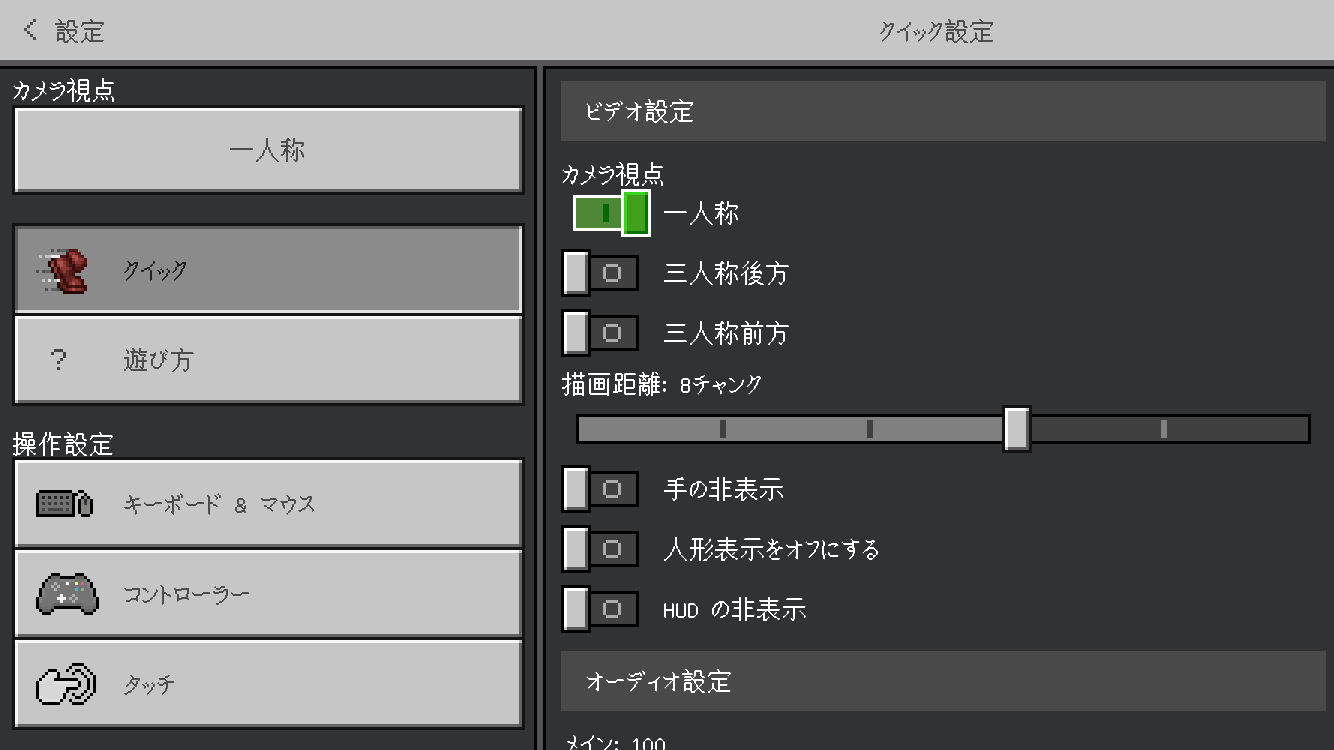 設定
クイック設定
カメラ視点
一人称
クイック
? 遊び方
操作設定
キーボード & マウス
コントローラー
タッチ
ビデオ設定
カメラ視点
一人称
三人称後方
三人称前方
描画距離: 8チャンク
手の非表示
人形表示をオフにする
HUD の非表示
オーディオ設定
メイン: 100